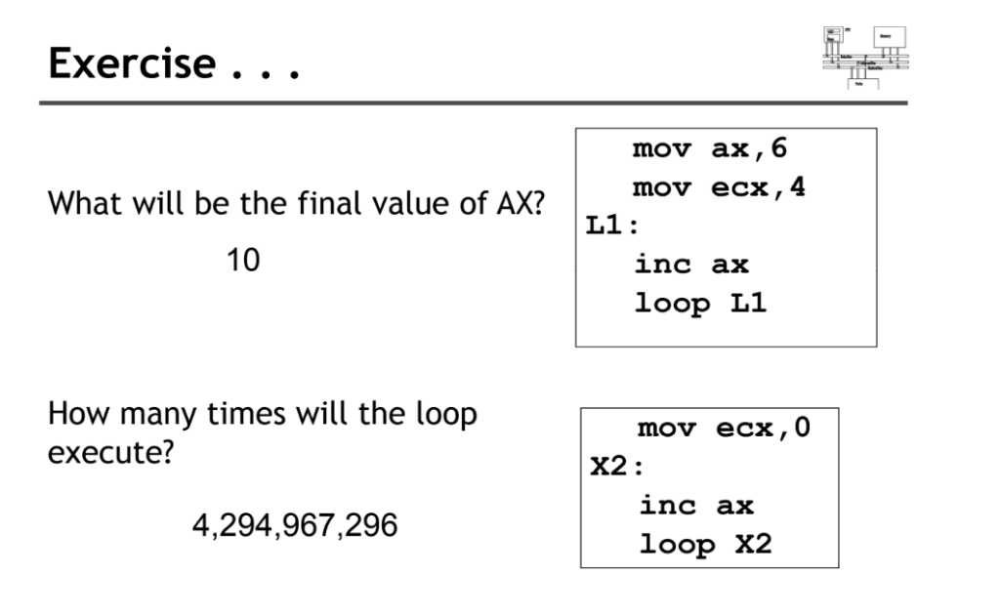 Exercise . . .
What will be the final value of AX?
10
mov ax,6
mov ecx,4
L1:
inc ax
loop L1
How many times will the loop
execute?
4,294,967,296
mov ecx,0
X2:
inc ax
loop X2